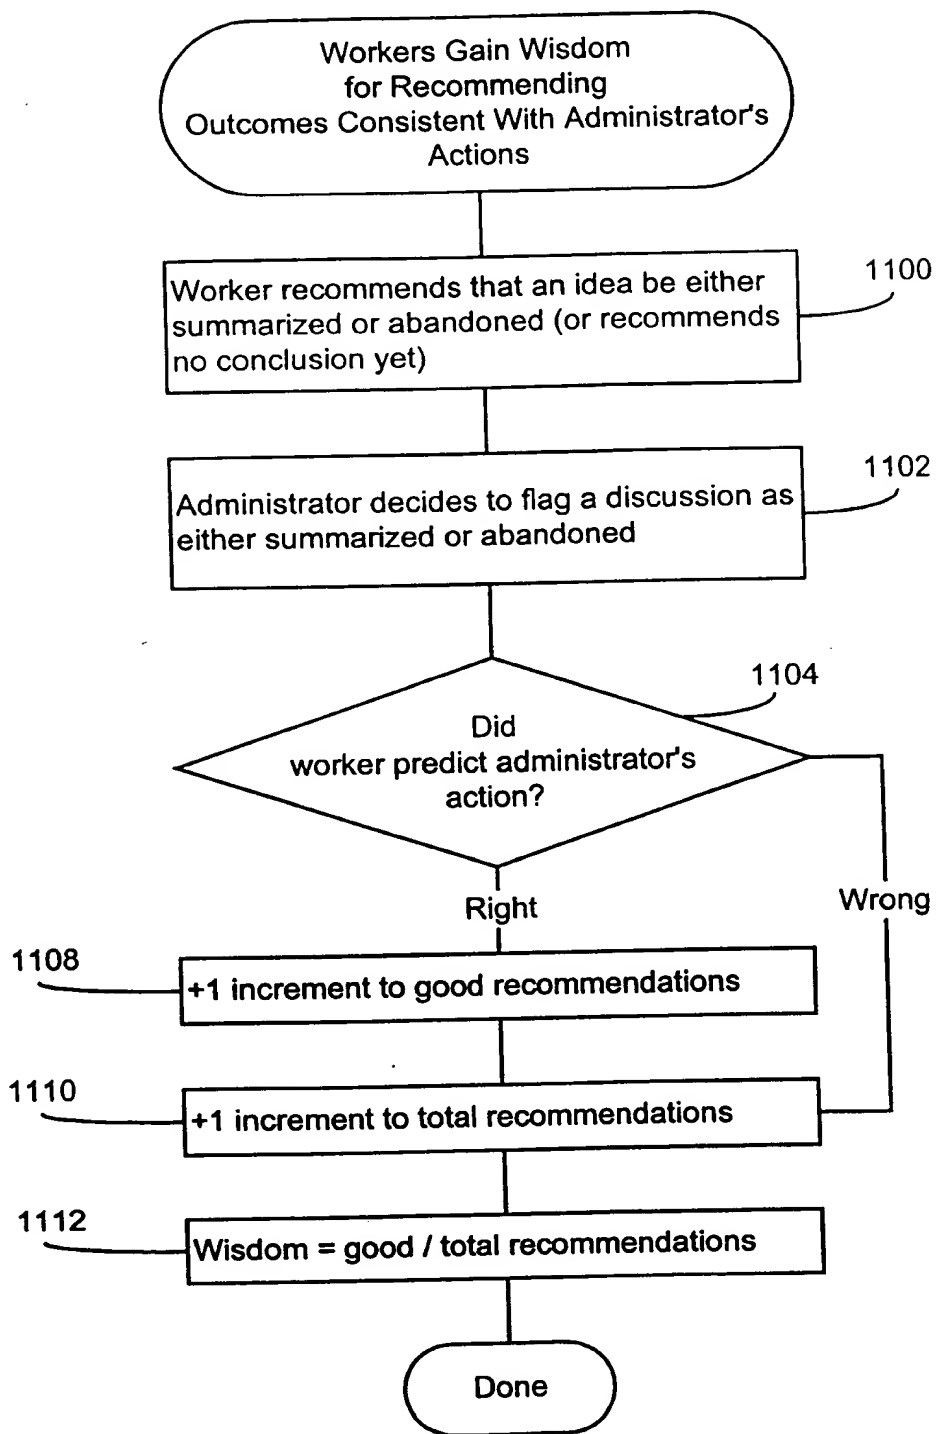 Workers Gain Wisdom
for Recommending
Outcomes Consistent With Administrator's
Actions
1100
Worker recommends that an idea be either
summarized or abandoned (or recommends
no conclusion yet)
1102
Administrator decides to flag a discussion as
either summarized or abandoned
1104
Did
worker predict administrator's
action?
Right
Wrong
1108
+1 increment to good recommendations
1110
+1 increment to total recommendations
1112
Wisdom = good / total recommendations
Done